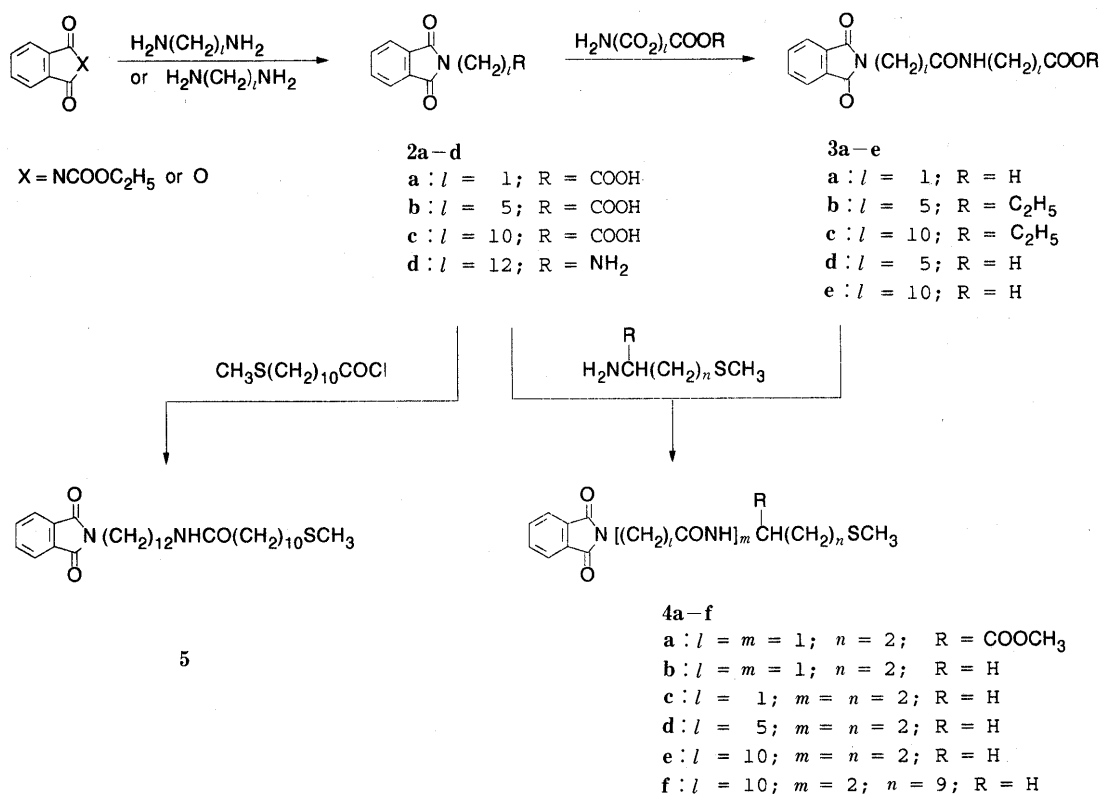 H₂N(CH₂)ₗNH₂
or H₂N(CH₂)ₗNH₂
H₂N(CO₂)ₗCOOR
O
X
O
O
N (CH₂)ₗR
O
O
N (CH₂)ₗCONH(CH₂)ₗCOOR
O
X = NCOOC₂H₅ or O
2a–d
a : l = 1; R = COOH
b : l = 5; R = COOH
c : l = 10; R = COOH
d : l = 12; R = NH₂
3a–e
a : l = 1; R = H
b : l = 5; R = C₂H₅
c : l = 10; R = C₂H₅
d : l = 5; R = H
e : l = 10; R = H
CH₃S(CH₂)₁₀COCl
R
H₂NCH(CH₂)ₙSCH₃
O
N (CH₂)₁₂NHCO(CH₂)₁₀SCH₃
O
5
O
R
N [(CH₂)ₗCONH]ₘCH(CH₂)ₙSCH₃
O
4a–f
a : l = m = 1; n = 2; R = COOCH₃
b : l = m = 1; n = 2; R = H
c : l = 1; m = n = 2; R = H
d : l = 5; m = n = 2; R = H
e : l = 10; m = n = 2; R = H
f : l = 10; m = 2; n = 9; R = H